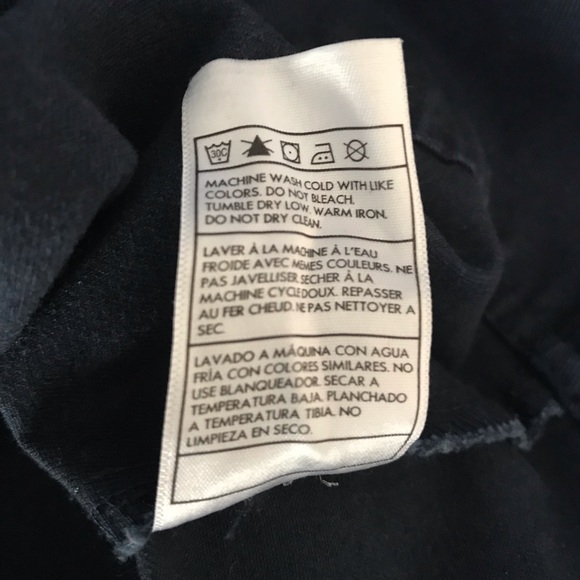 30C
MACHINE WASH COLD WITH LIKE
COLORS. DO NOT BLEACH.
TUMBLE DRY LOW. WARM IRON.
DO NOT DRY CLEAN.
LAVER À LA MACHINE À L'EAU
FROIDE AVEC MEMES COULEURS. NE
PAS JAVELLISER. SECHER À LA
MACHINE CYCLE DOUX. REPASSER
AU FER CHEUD. NE PAS NETTOYER A
SEC.
LAVADO A MÁQUINA CON AGUA
FRÍA CON COLORES SIMILARES. NO
USE BLANQUEADOR. SECAR A
TEMPERATURA BAJA. PLANCHADO
A TEMPERATURA TIBIA. NO
LIMPIEZA EN SECO.